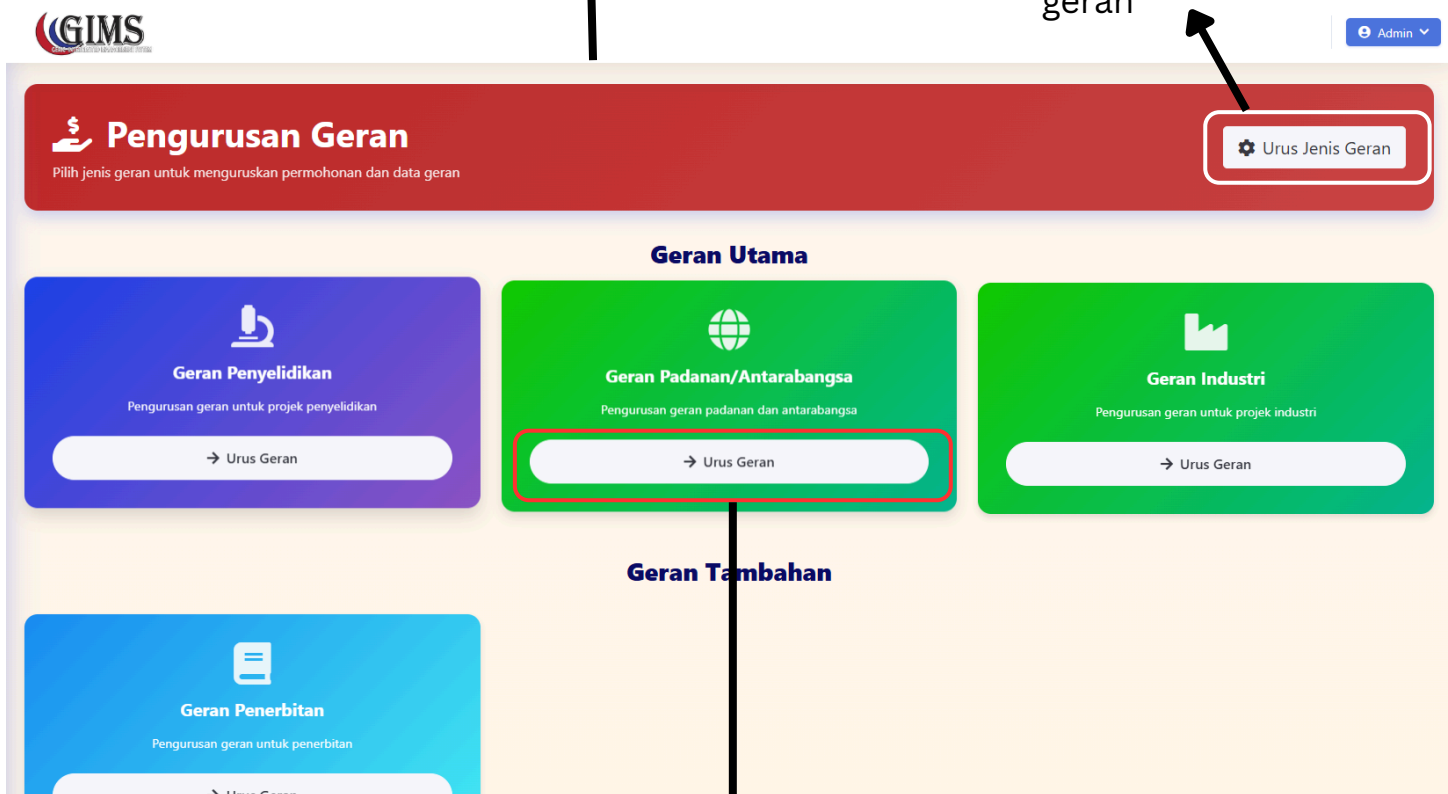 geran
GIMS
Admin
Pengurusan Geran
Pilih jenis geran untuk menguruskan permohonan dan data geran
Urus Jenis Geran
Geran Utama
Geran Penyelidikan
Pengurusan geran untuk projek penyelidikan
Urus Geran
Geran Padanan/Antarabangsa
Pengurusan geran padanan dan antarabangsa
Urus Geran
Geran Industri
Pengurusan geran untuk projek industri
Urus Geran
Geran Tambahan
Geran Penerbitan
Pengurusan geran untuk penerbitan
Urus Geran